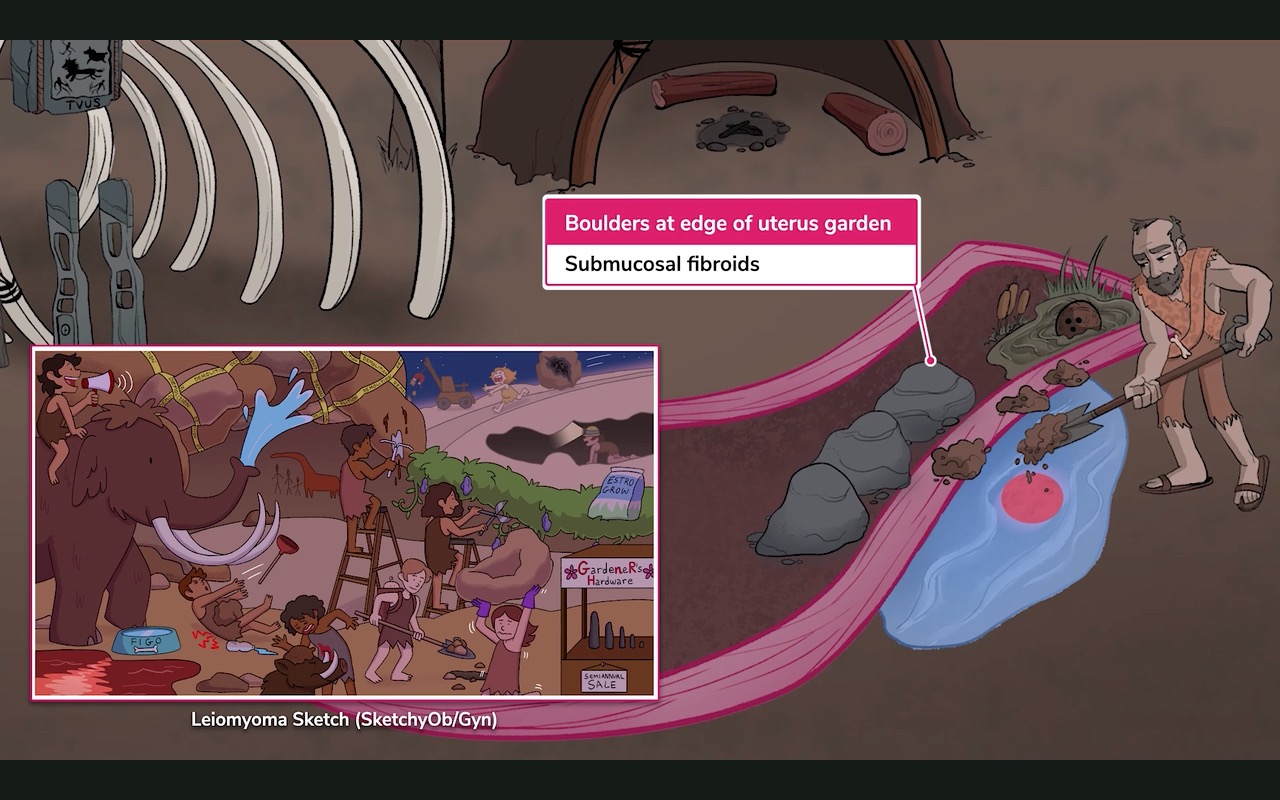 TVUS
Boulders at edge of uterus garden
Submucosal fibroids
ESTRO
GROW
GardeneR's
Hardware
FIGO
SEMIANNUAL
SALE
Leiomyoma Sketch (SketchyOb/Gyn)